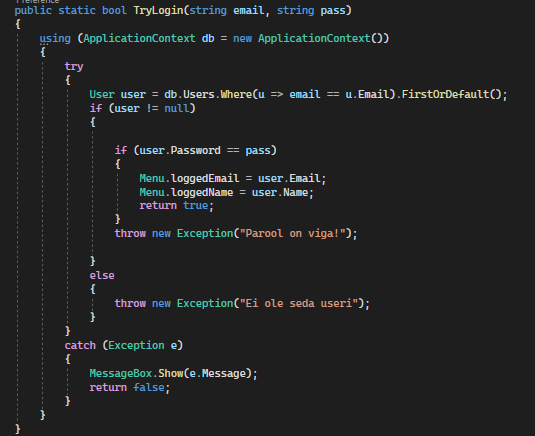 1 reference
public static bool TryLogin(string email, string pass)
{
using (ApplicationContext db = new ApplicationContext())
{
try
{
User user = db.Users.Where(u => email == u.Email).FirstOrDefault();
if (user != null)
{
if (user.Password == pass)
{
Menu.loggedEmail = user.Email;
Menu.loggedName = user.Name;
return true;
}
throw new Exception("Parool on viga!");
}
else
{
throw new Exception("Ei ole seda useri");
}
}
catch (Exception e)
{
MessageBox.Show(e.Message);
return false;
}
}
}